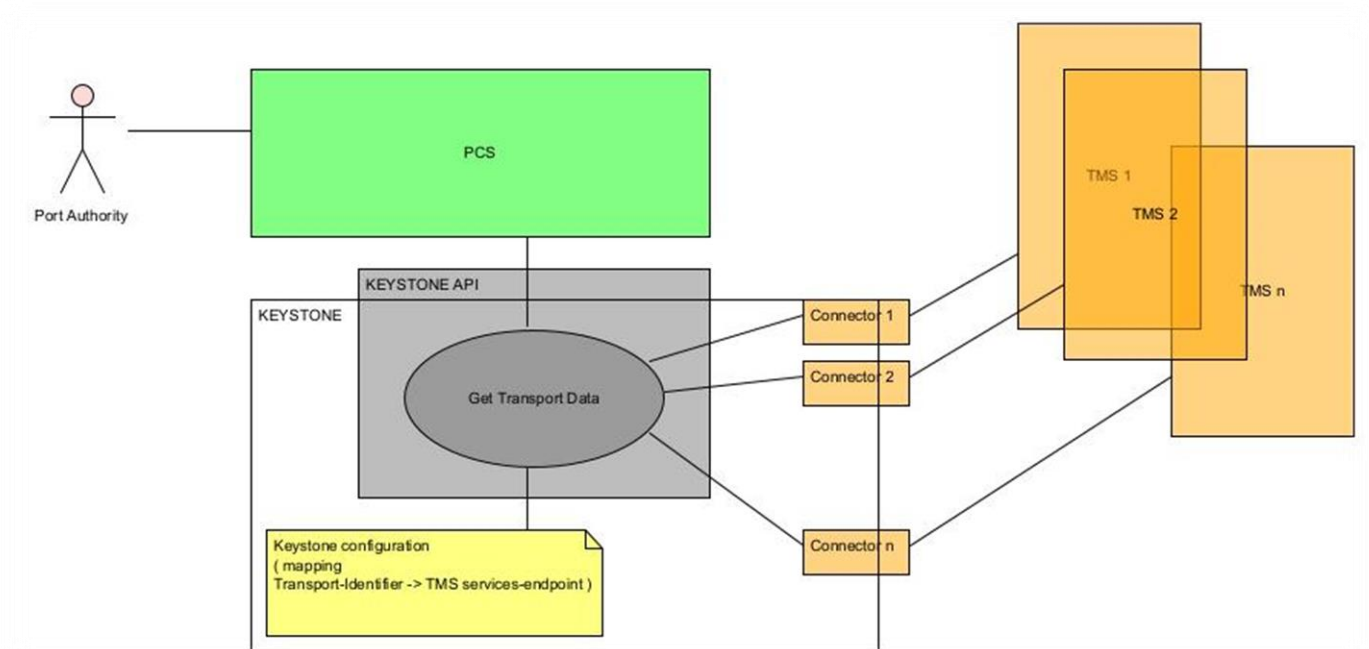 PCS
Port Authority
TMS 1
TMS 2
TMS n
KEYSTONE API
KEYSTONE
Connector 1
Connector 2
Get Transport Data
Connector n
Keystone configuration
( mapping
Transport-Identifier -> TMS services-endpoint )